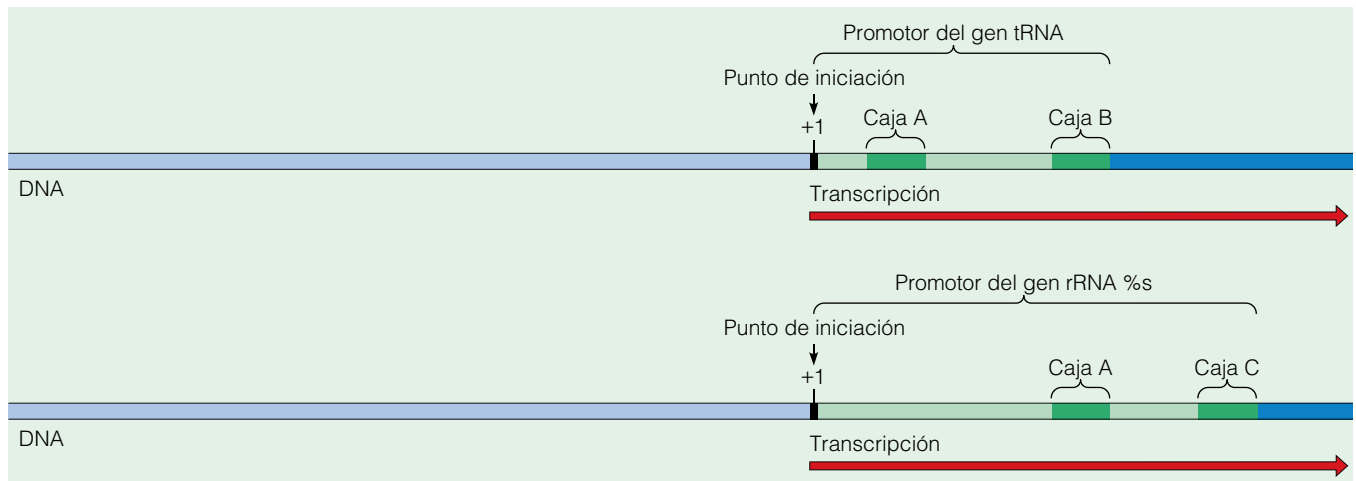 Promotor del gen tRNA
Punto de iniciación
+1
Caja A
Caja B
DNA
Transcripción
Promotor del gen rRNA %s
Punto de iniciación
+1
Caja A
Caja C
DNA
Transcripción